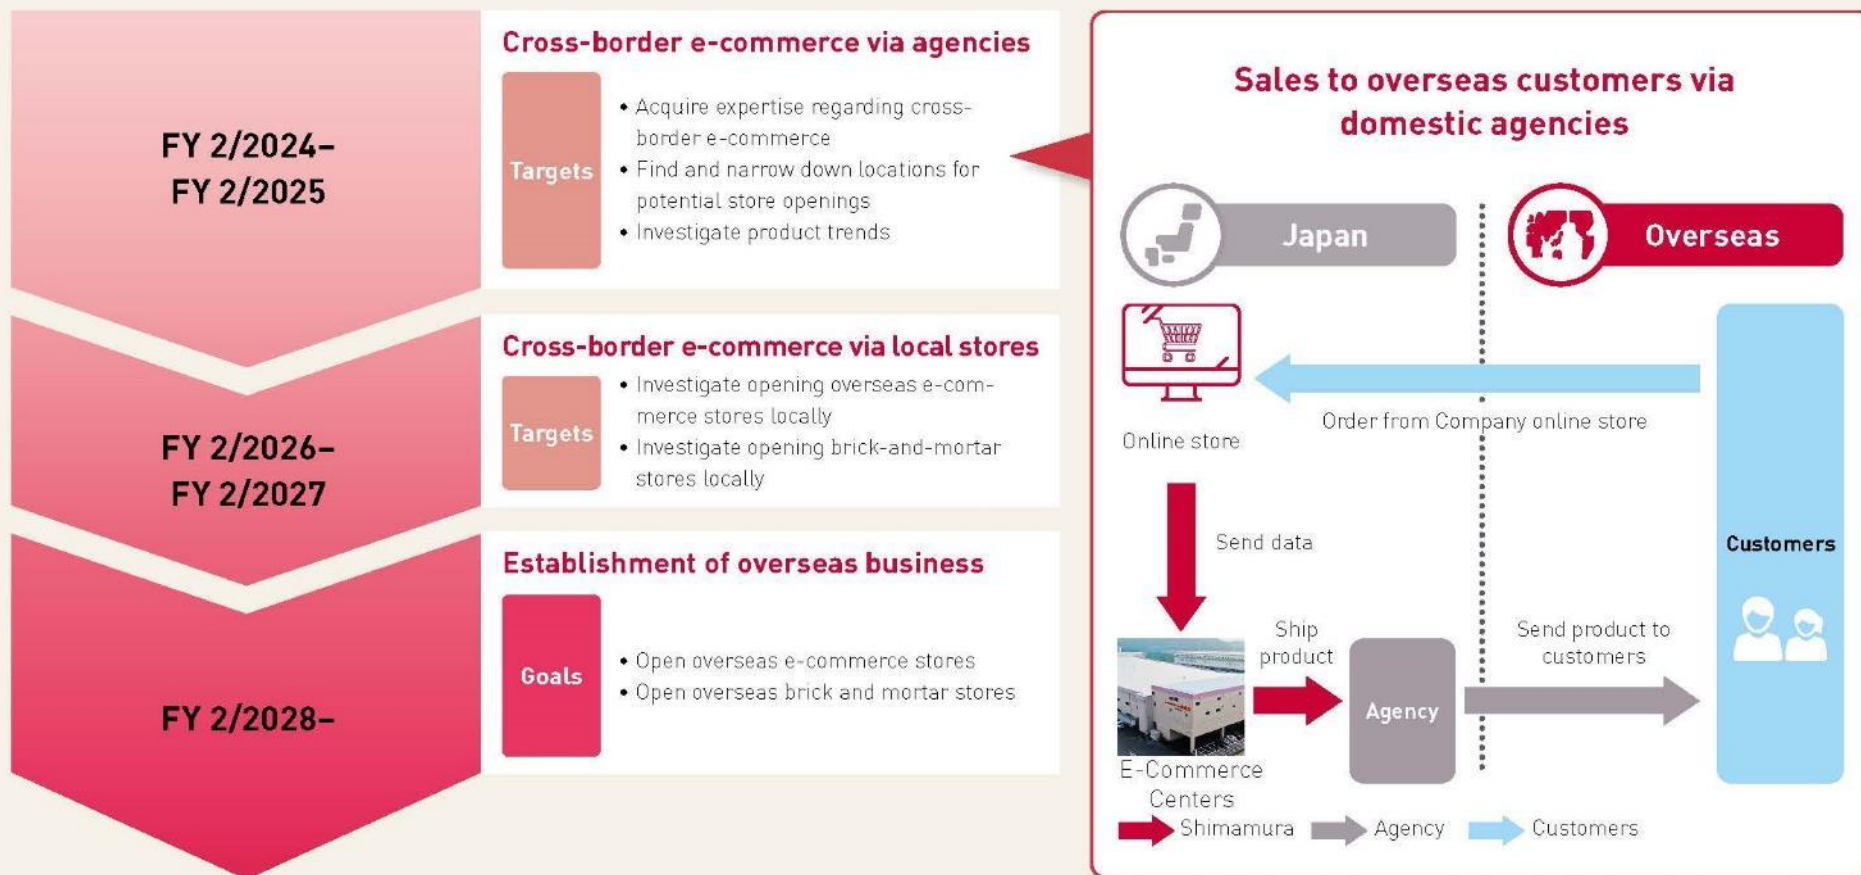 FY 2/2024–
FY 2/2025
Cross-border e-commerce via agencies
Targets
• Acquire expertise regarding cross-
border e-commerce
• Find and narrow down locations for
potential store openings
• Investigate product trends
FY 2/2026–
FY 2/2027
Cross-border e-commerce via local stores
Targets
• Investigate opening overseas e-com-
merce stores locally
• Investigate opening brick-and-mortar
stores locally
FY 2/2028–
Establishment of overseas business
Goals
• Open overseas e-commerce stores
• Open overseas brick and mortar stores
Sales to overseas customers via
domestic agencies
Japan
Overseas
Online store
Order from Company online store
Send data
Customers
Ship
product
Send product to
customers
Agency
E-Commerce
Centers
Shimamura
Agency
Customers